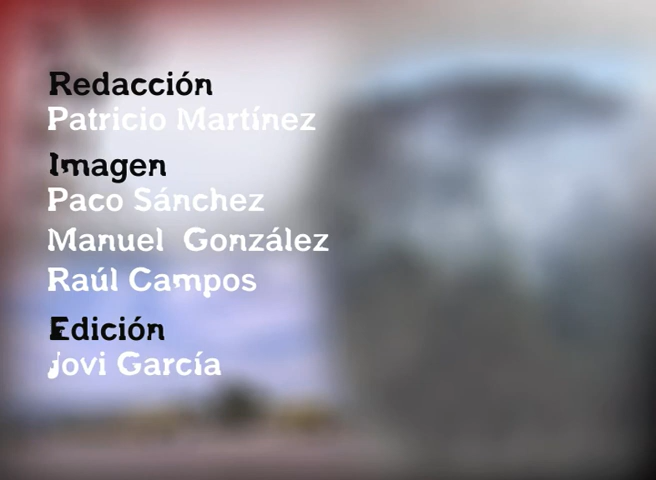 Redacción
Patricio Martínez
Imagen
Paco Sánchez
Manuel González
Raúl Campos
Edición
Jovi García